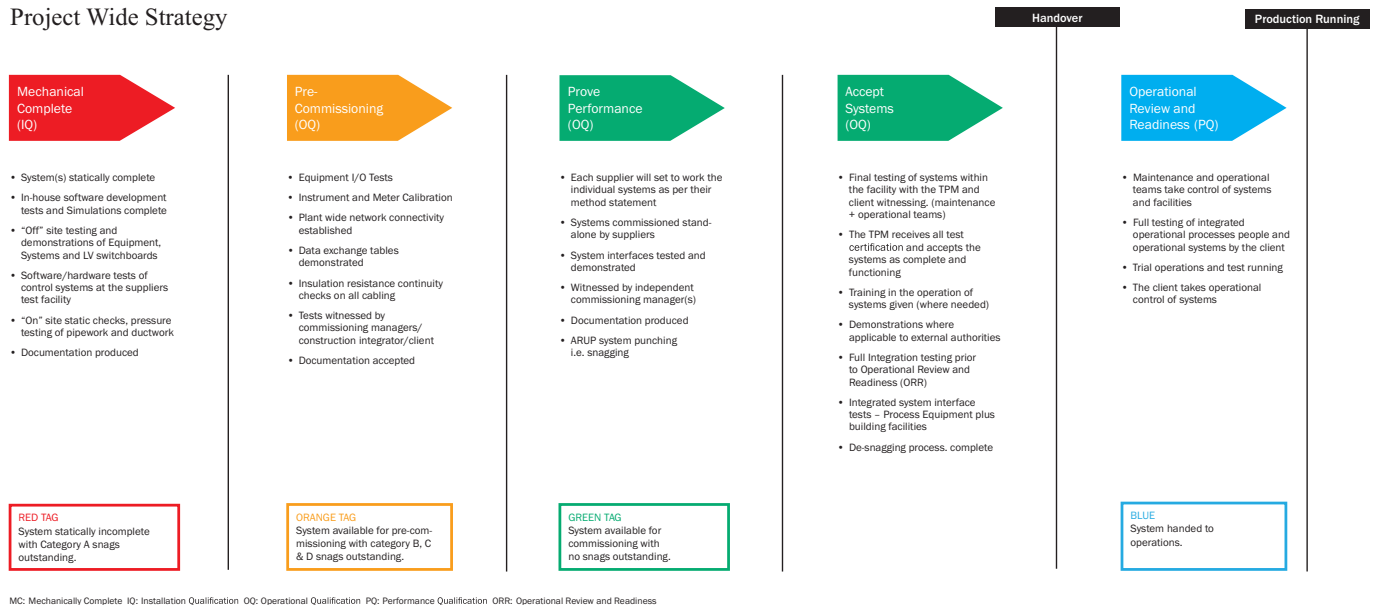 Project Wide Strategy
Handover
Production Running
Mechanical
Complete
(IQ)
• System(s) statically complete
• In-house software development
tests and Simulations complete
• “Off” site testing and
demonstrations of Equipment,
Systems and LV switchboards
• Software/hardware tests of
control systems at the suppliers
test facility
• “On” site static checks, pressure
testing of pipework and ductwork
• Documentation produced
RED TAG
System statically incomplete
with Category A snags
outstanding.
Pre-
Commissioning
(OQ)
• Equipment I/O Tests
• Instrument and Meter Calibration
• Plant wide network connectivity
established
• Data exchange tables
demonstrated
• Insulation resistance continuity
checks on all cabling
• Tests witnessed by
commissioning managers/
construction integrator/client
• Documentation accepted
ORANGE TAG
System available for pre-com-
missioning with category B, C
& D snags outstanding.
Prove
Performance
(OQ)
• Each supplier will set to work the
individual systems as per their
method statement
• Systems commissioned stand-
alone by suppliers
• System interfaces tested and
demonstrated
• Witnessed by independent
commissioning manager(s)
• Documentation produced
• ARUP system punching
i.e. snagging
GREEN TAG
System available for
commissioning with
no snags outstanding.
Accept
Systems
(OQ)
• Final testing of systems within
the facility with the TPM and
client witnessing. (maintenance
+ operational teams)
• The TPM receives all test
certification and accepts the
systems as complete and
functioning
• Training in the operation of
systems given (where needed)
• Demonstrations where
applicable to external authorities
• Full Integration testing prior
to Operational Review and
Readiness (ORR)
• Integrated system interface
tests – Process Equipment plus
building facilities
• De-snagging process. complete
Operational
Review and
Readiness (PQ)
• Maintenance and operational
teams take control of systems
and facilities
• Full testing of integrated
operational processes people and
operational systems by the client
• Trial operations and test running
• The client takes operational
control of systems
BLUE
System handed to
operations.
MC: Mechanically Complete IQ: Installation Qualification OQ: Operational Qualification PQ: Performance Qualification ORR: Operational Review and Readiness